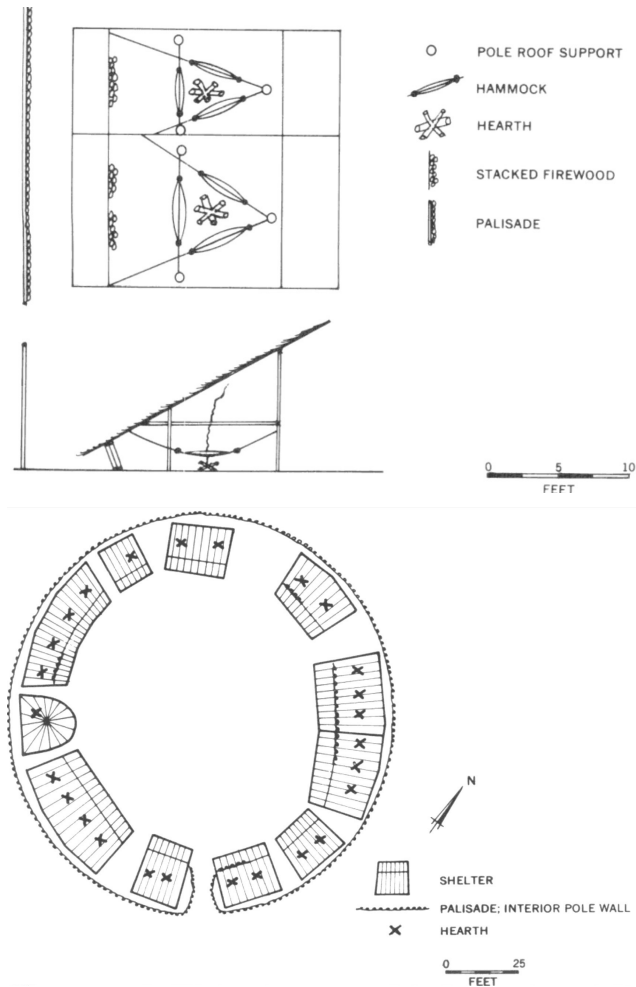 POLE ROOF SUPPORT
HAMMOCK
HEARTH
STACKED FIREWOOD
PALISADE
0 5 10
FEET
N
SHELTER
PALISADE; INTERIOR POLE WALL
HEARTH
0 25
FEET